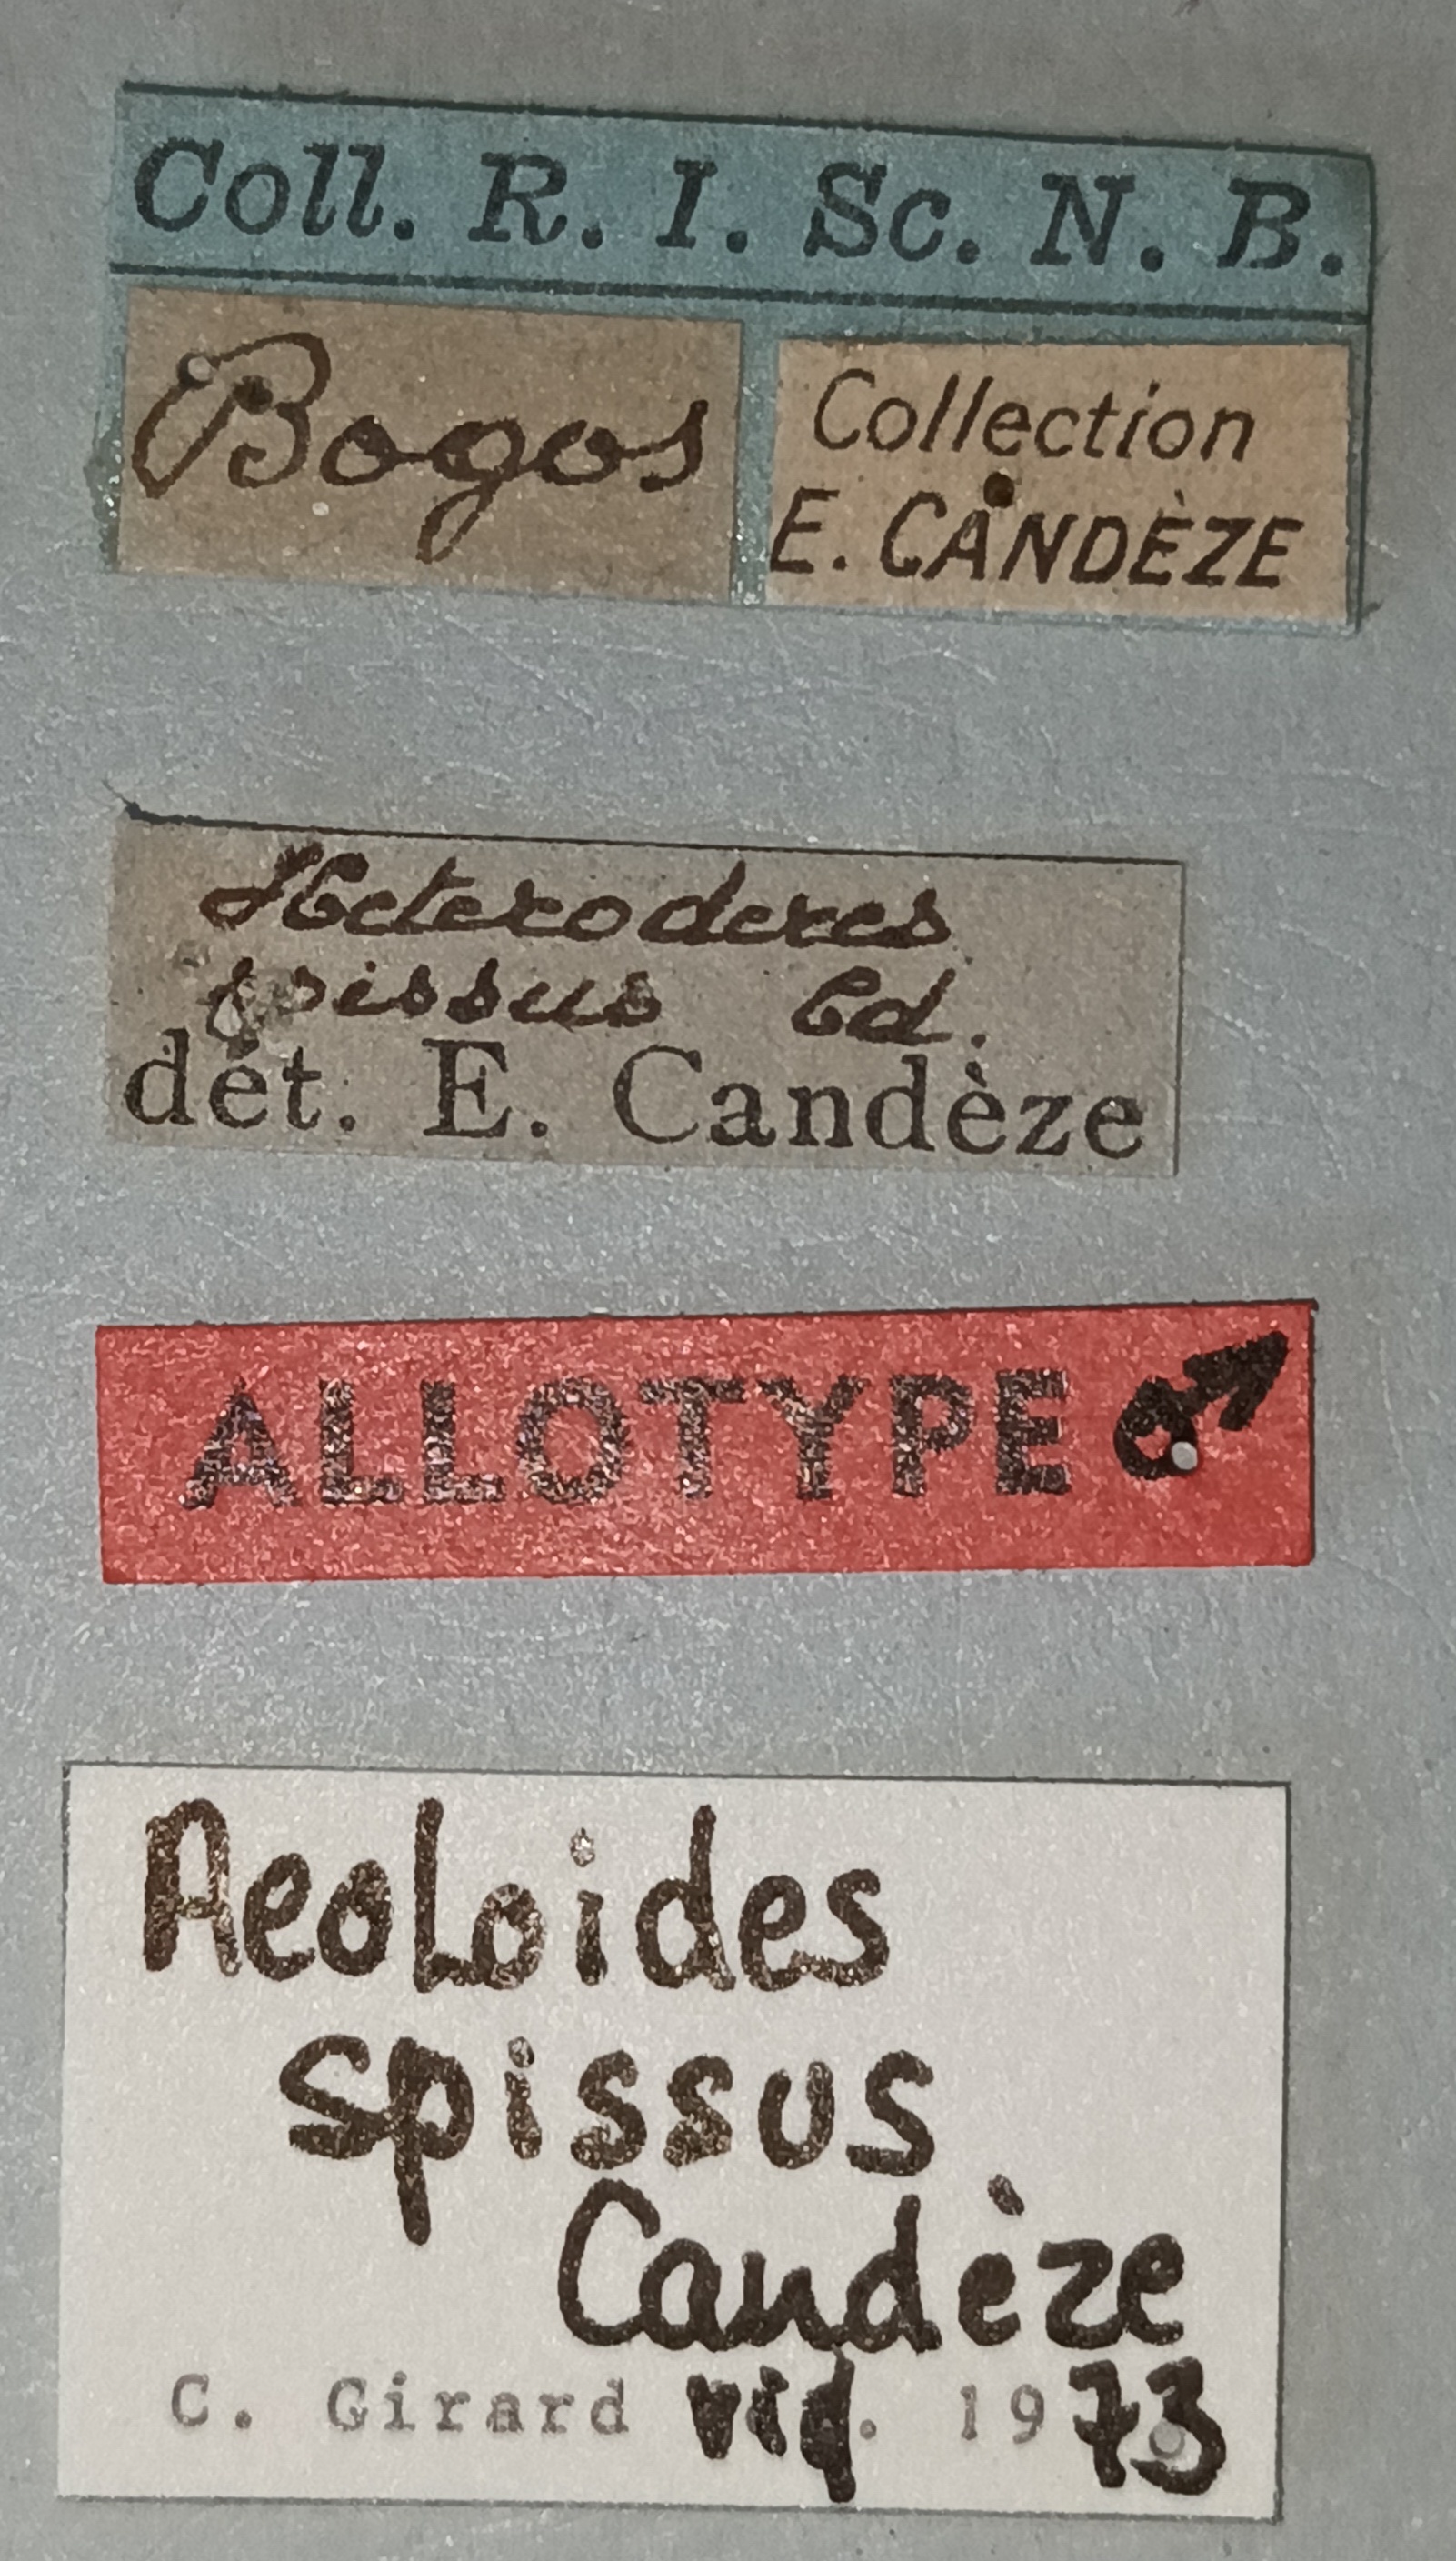 Coll. R. I. Sc. N. B.
Bogos
Collection
E. CANDÈZE
Heteroderes
spissus Cd.
dét. E. Candèze
ALLOTYPE ♂
Aeoloides
spissus
Candèze
C. Girard vid. 1973